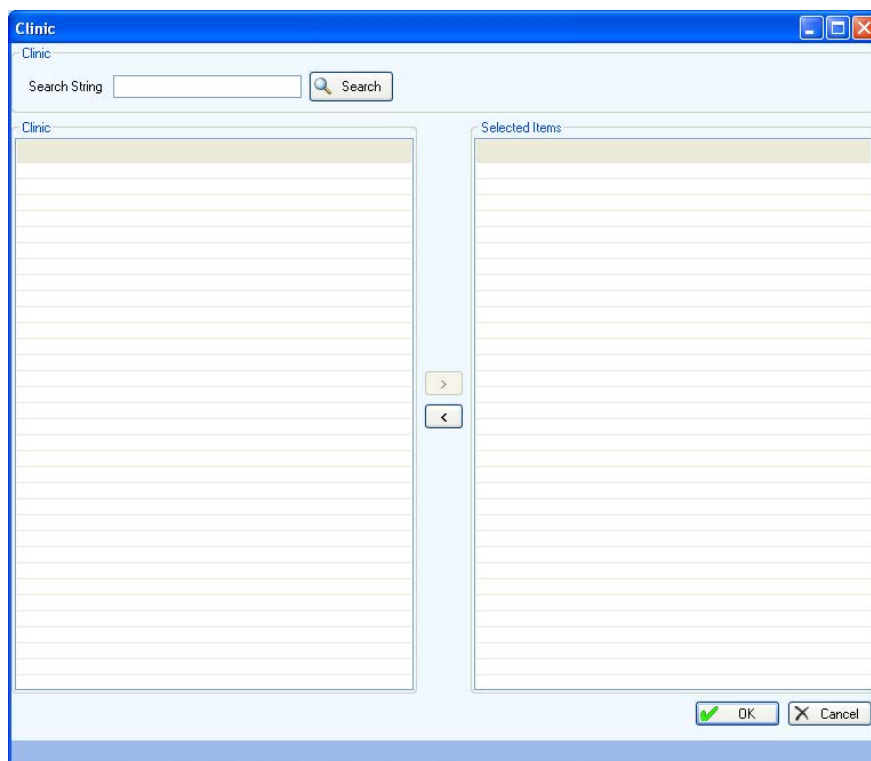 Clinic
Clinic
Search String Search
Clinic Selected Items
>
<
OK Cancel